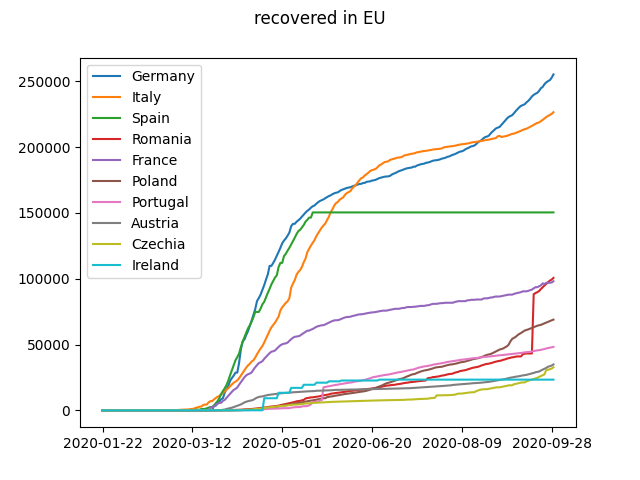 recovered in EU
250000
200000
150000
100000
50000
0
Germany
Italy
Spain
Romania
France
Poland
Portugal
Austria
Czechia
Ireland
2020-01-22 2020-03-12 2020-05-01 2020-06-20 2020-08-09 2020-09-28